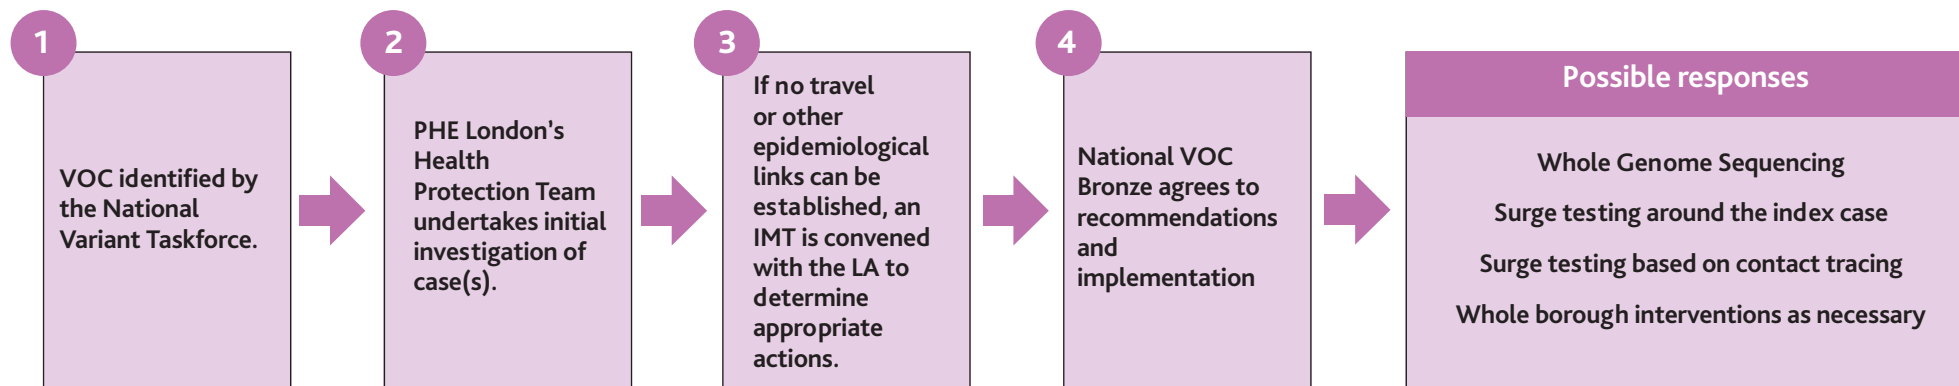 1
VOC identified by
the National
Variant Taskforce.
2
PHE London’s
Health
Protection Team
undertakes initial
investigation of
case(s).
3
If no travel
or other
epidemiological
links can be
established, an
IMT is convened
with the LA to
determine
appropriate
actions.
4
National VOC
Bronze agrees to
recommendations
and
implementation
Possible responses
Whole Genome Sequencing
Surge testing around the index case
Surge testing based on contact tracing
Whole borough interventions as necessary